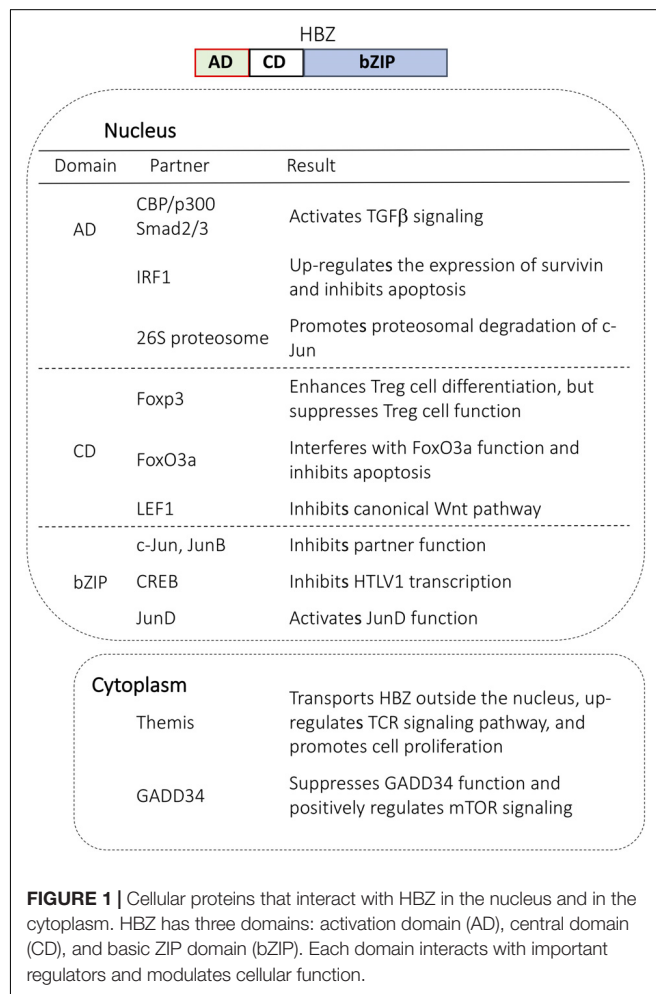 HBZ
AD CD bZIP
Nucleus
Domain Partner Result
AD
CBP/p300
Smad2/3
Activates TGFβ signaling
IRF1
Up-regulates the expression of survivin
and inhibits apoptosis
26S proteosome
Promotes proteosomal degradation of c-
Jun
CD
Foxp3
Enhances Treg cell differentiation, but
suppresses Treg cell function
FoxO3a
Interferes with FoxO3a function and
inhibits apoptosis
LEF1
Inhibits canonical Wnt pathway
bZIP
c-Jun, JunB
Inhibits partner function
CREB
Inhibits HTLV1 transcription
JunD
Activates JunD function
Cytoplasm
Themis
Transports HBZ outside the nucleus, up-
regulates TCR signaling pathway, and
promotes cell proliferation
GADD34
Suppresses GADD34 function and
positively regulates mTOR signaling
FIGURE 1 | Cellular proteins that interact with HBZ in the nucleus and in the
cytoplasm. HBZ has three domains: activation domain (AD), central domain
(CD), and basic ZIP domain (bZIP). Each domain interacts with important
regulators and modulates cellular function.